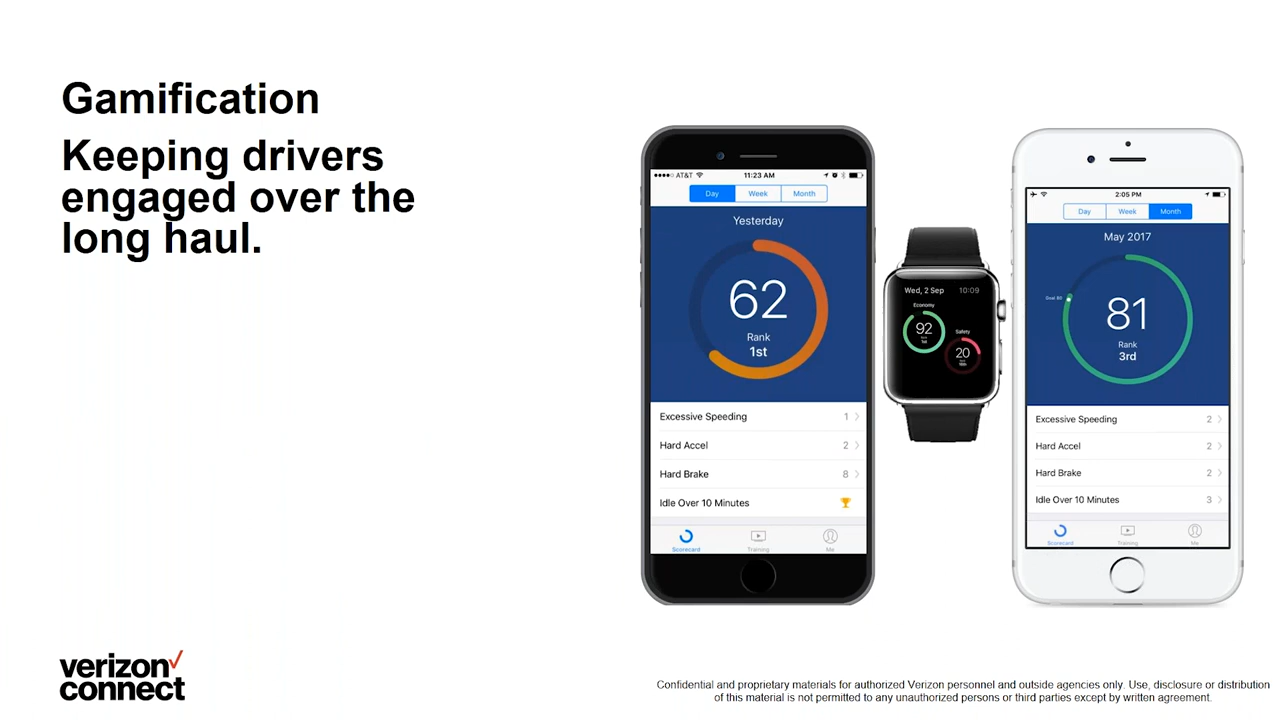 Gamification
Keeping drivers
engaged over the
long haul.
AT&T
11:23 AM
Day
Week
Month
Yesterday
62
Rank
1st
Excessive Speeding
1
Hard Accel
2
Hard Brake
8
Idle Over 10 Minutes
Scorecard
Training
Me
Wed, 2 Sep
10:09
Economy
92
Safety
20
2:05 PM
Day
Week
Month
May 2017
81
Rank
3rd
Excessive Speeding
2
Hard Accel
2
Hard Brake
2
Idle Over 10 Minutes
3
Scorecard
Training
Me
verizon
connect
Confidential and proprietary materials for authorized Verizon personnel and outside agencies only. Use, disclosure or distribution
of this material is not permitted to any unauthorized persons or third parties except by written agreement.